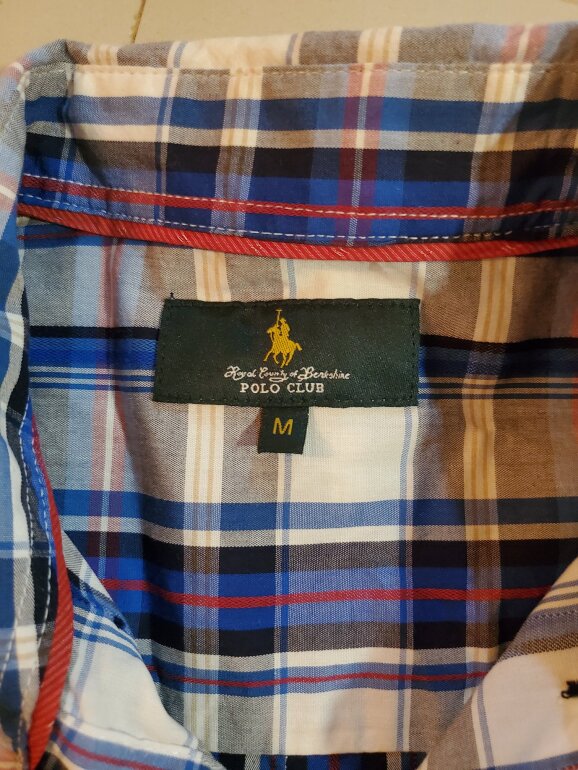 Royal County of Berkshire
POLO CLUB
M